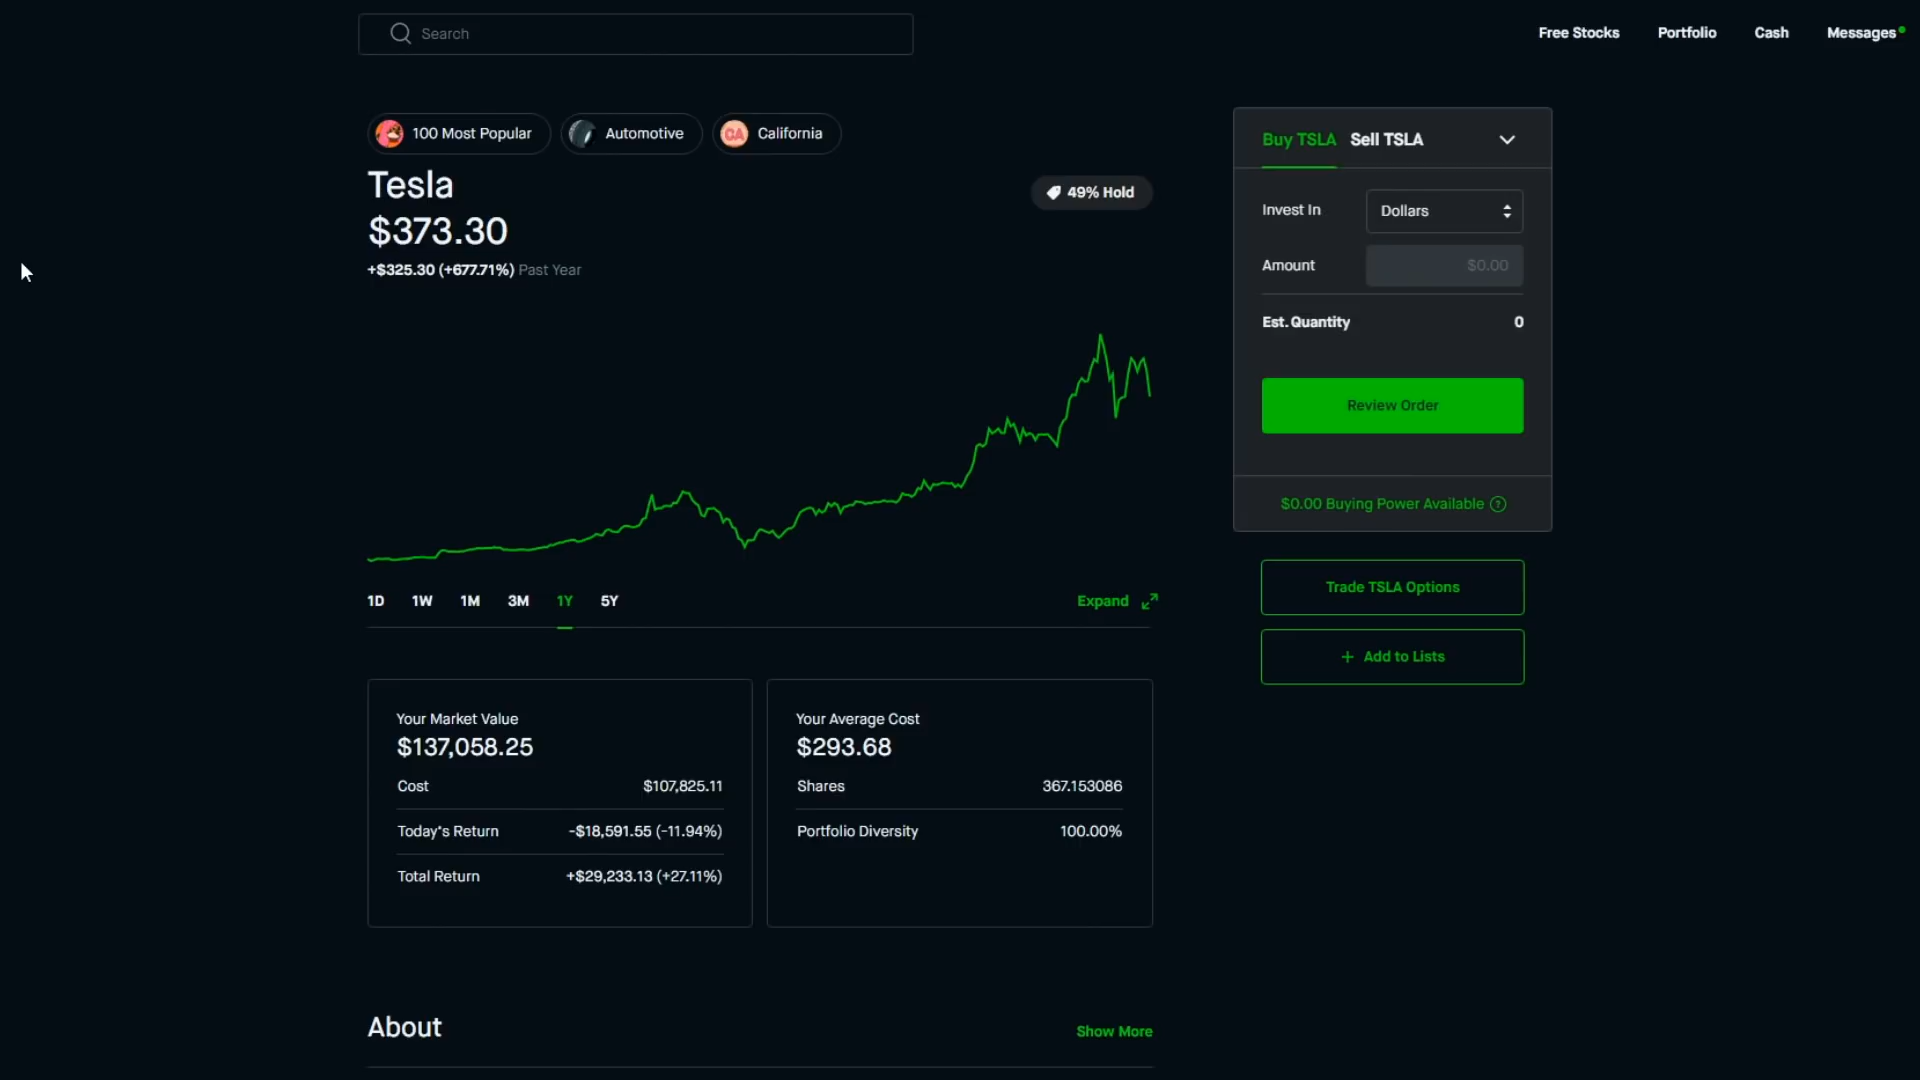 Search
Free Stocks Portfolio Cash Messages
100 Most Popular Automotive CA California
Tesla
$373.30
+$325.30 (+677.71%) Past Year
49% Hold
Buy TSLA Sell TSLA
Invest In Dollars
Amount $0.00
Est. Quantity 0
Review Order
$0.00 Buying Power Available ?
Trade TSLA Options
+ Add to Lists
1D 1W 1M 3M 1Y 5Y Expand
Your Market Value
$137,058.25
Cost $107,825.11
Today's Return -$18,591.55 (-11.94%)
Total Return +$29,233.13 (+27.11%)
Your Average Cost
$293.68
Shares 367.153086
Portfolio Diversity 100.00%
About Show More